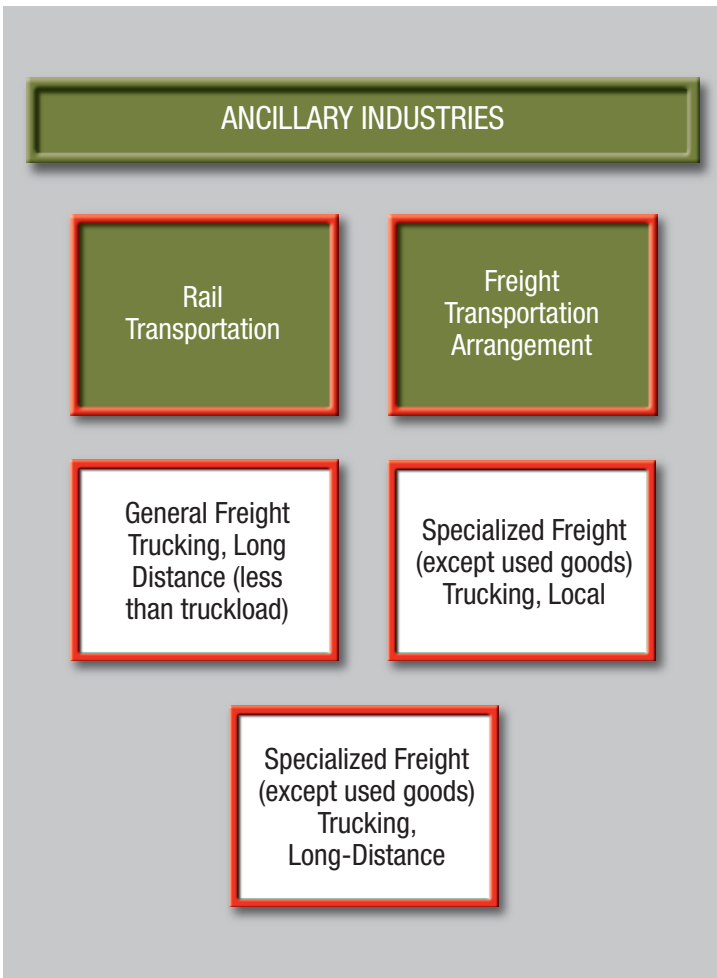 ANCILLARY INDUSTRIES
Rail
Transportation
Freight
Transportation
Arrangement
General Freight
Trucking, Long
Distance (less
than truckload)
Specialized Freight
(except used goods)
Trucking, Local
Specialized Freight
(except used goods)
Trucking,
Long-Distance